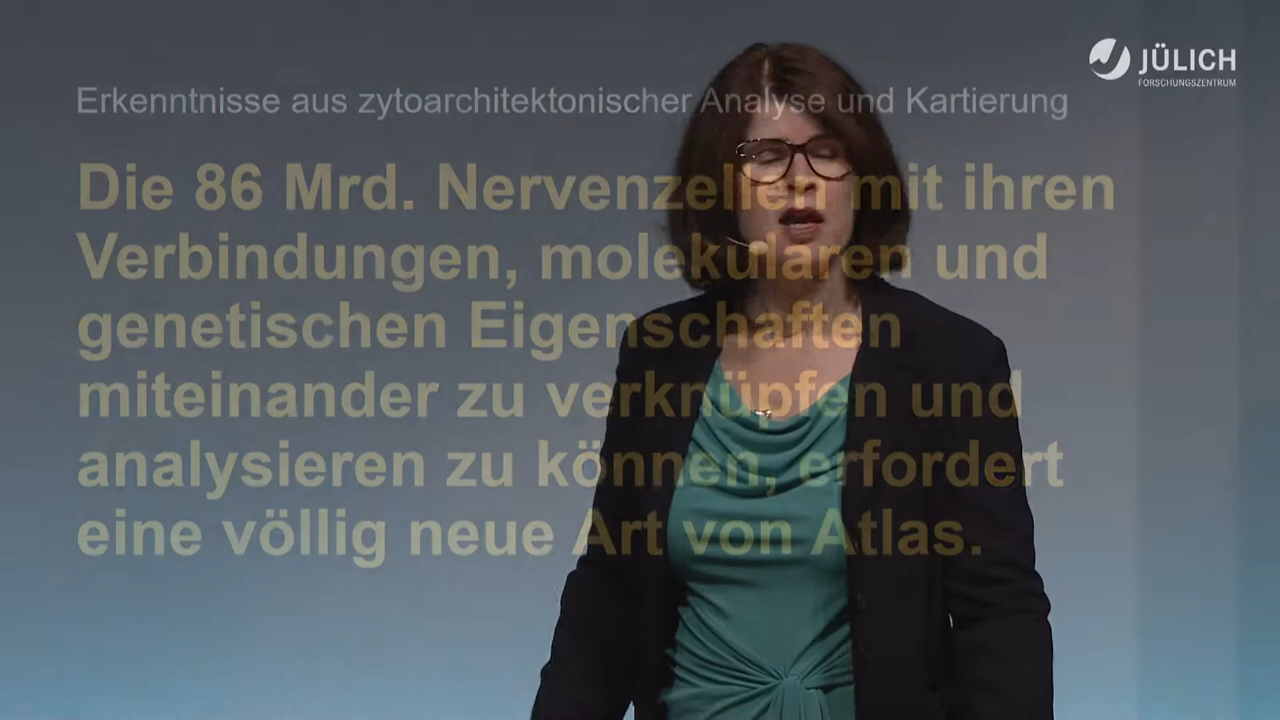 JÜLICH
FORSCHUNGSZENTRUM
Erkenntnisse aus zytoarchitektonischer Analyse und Kartierung
Die 86 Mrd. Nervenzellen mit ihren
Verbindungen, molekularen und
genetischen Eigenschaften
miteinander zu verknüpfen und
analysieren zu können, erfordert
eine völlig neue Art von Atlas.